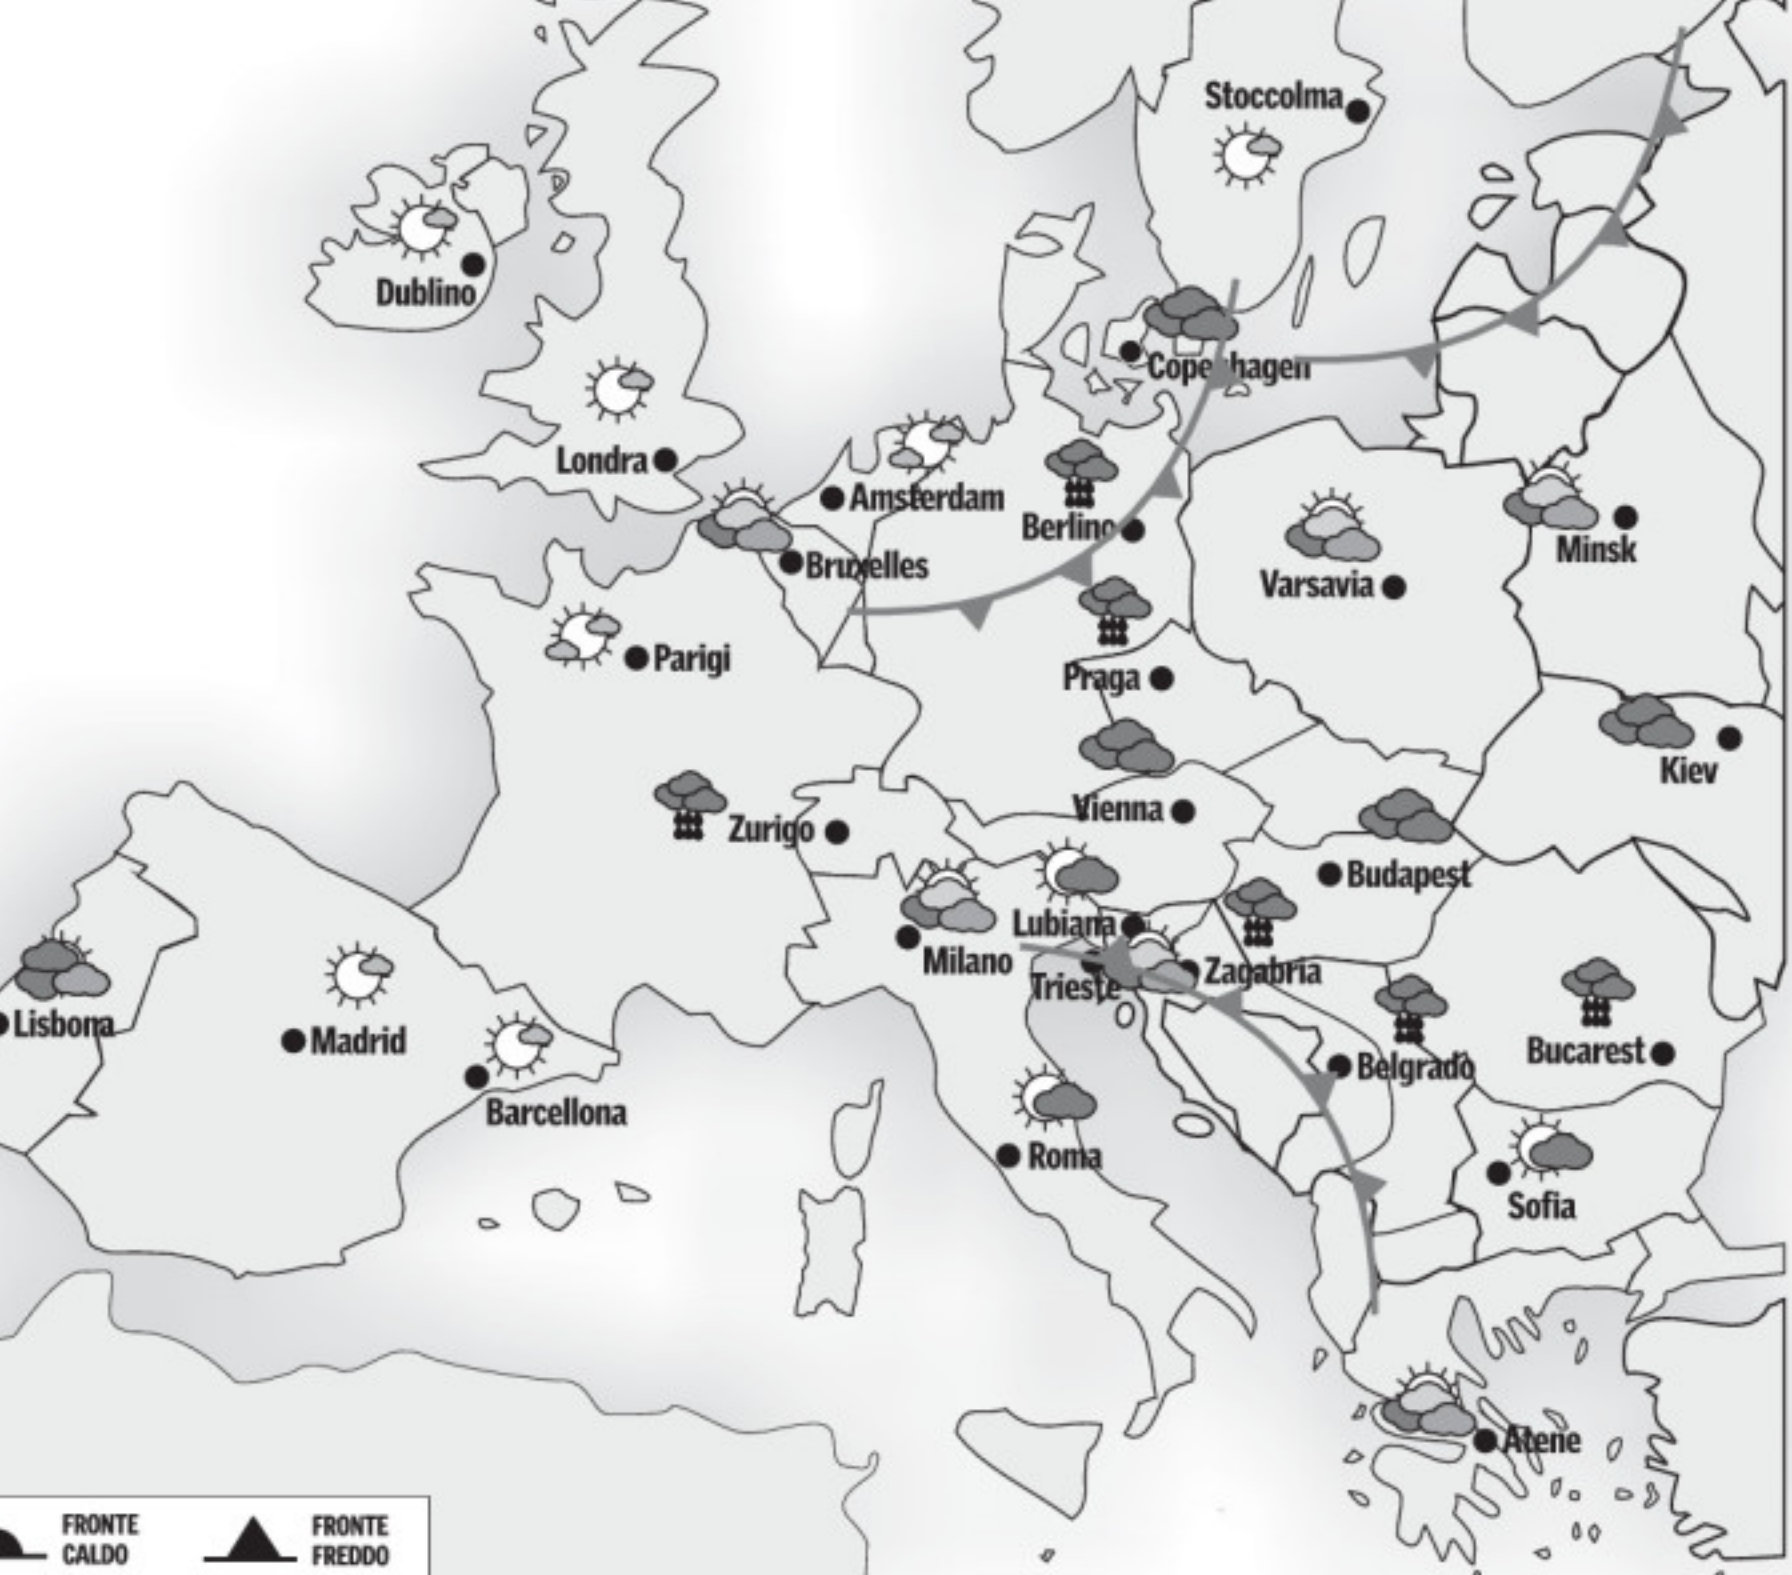 Stoccolma
Dublino
Copenhagen
Londra
Amsterdam
Berlino
Bruxelles
Minsk
Varsavia
Parigi
Praga
Kiev
Vienna
Zurigo
Budapest
Lubiana
Milano
Zagabria
Trieste
Lisbona
Madrid
Belgrado
Bucarest
Barcellona
Roma
Sofia
Atene
FRONTE
CALDO
FRONTE
FREDDO